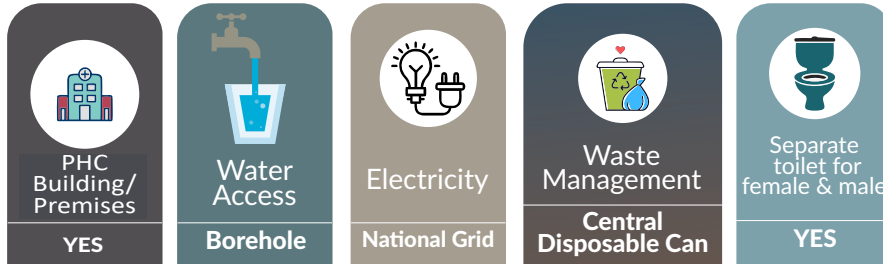 PHC
Building/
Premises
YES
Water
Access
Borehole
Electricity
National Grid
Waste
Management
Central
Disposable Can
Separate
toilet for
female & male
YES